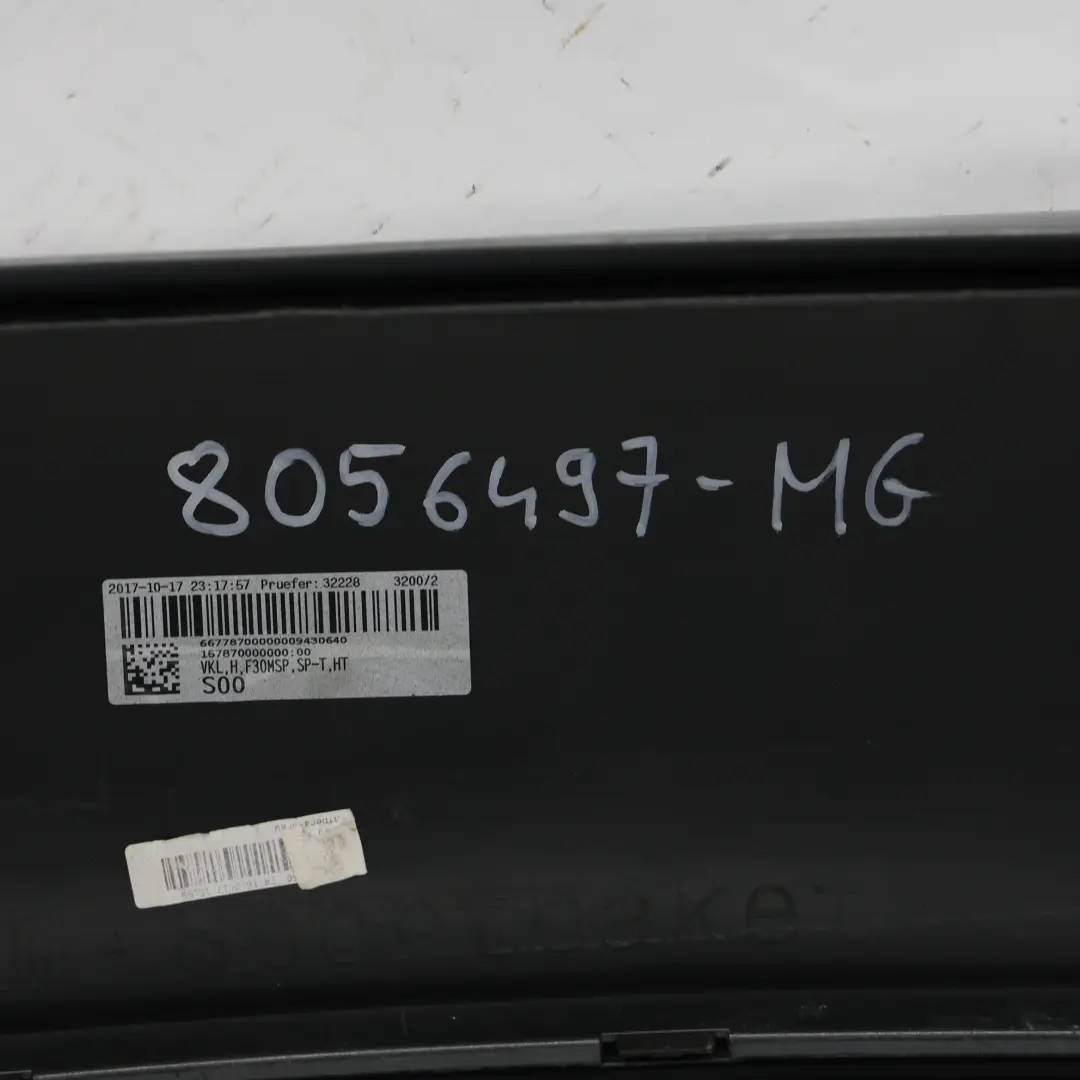 8056497-MG
2017-10-17 23:17:57 Pruefer: 32228 3200/2
66778700000009430640
167870000000:00
VKL,H,F30MSP,SP-T,HT
S00